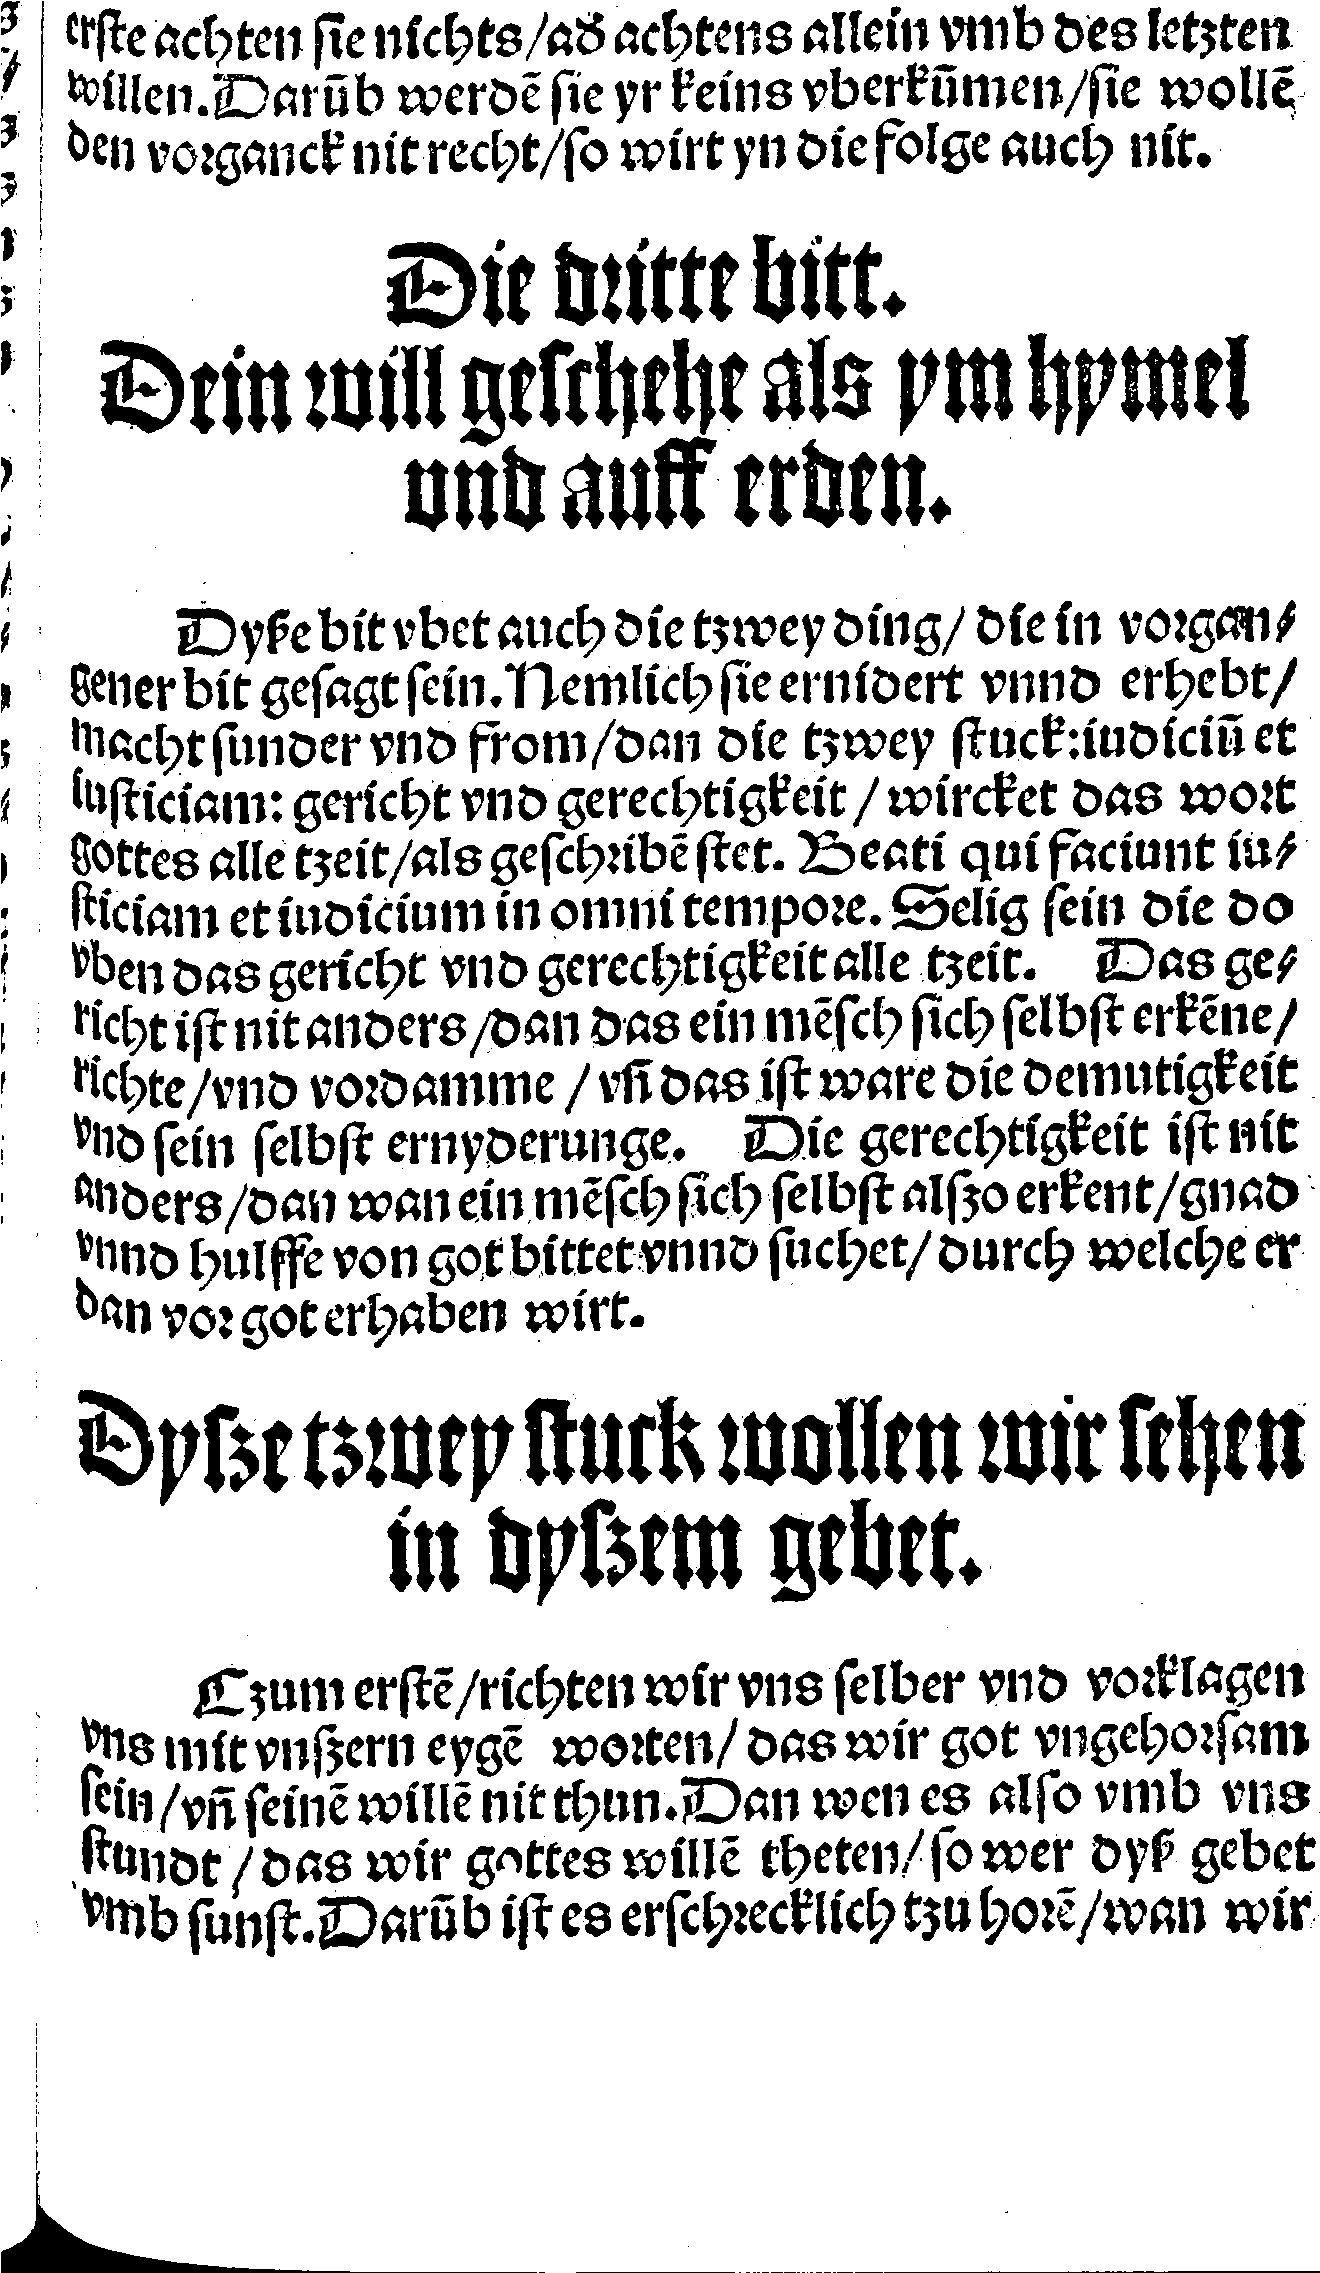 erſte achten ſie nichts/ad̕ achtens allein vmb des letzten
willen. Darūb werdē ſie yr keins vberkūmen/ſie wollē
den vorganck nit recht/ſo wirt yn die folge auch nit.
Die dritte bitt.
Dein will geſchehe als ym hymel
vnd auff erden.
Dyße bit vbet auch die tzwey ding/ die in vorgan⸗
gener bit geſagt ſein. Nemlich ſie ernidert vnnd erhebt/
macht ſunder vnd from/dan die tzwey ſtuck:iudiciū et
iuſticiam: gericht vnd gerechtigkeit / wircket das wort
gottes alle tzeit/als geſchribē ſtet. Beati qui faciunt iu⸗
ſticiam et iudicium in omni tempore. Selig ſein die do
vben das gericht vnd gerechtigkeit alle tzeit. Das ge⸗
richt iſt nit anders/dan das ein mēſch ſich ſelbſt erkēne/
richte/vnd vordamme / vñ das iſt ware die demutigkeit
vnd ſein ſelbſt ernyderunge. Die gerechtigkeit iſt nit
anders/dan wan ein mēſch ſich ſelbſt alſzo erkent/gnad
vnnd hulffe von got bittet vnnd ſuchet/ durch welche er
dan vor got erhaben wirt.
Dyſze tzwey ſtuck wollen wir ſehen
in dyſzem gebet.
Czum erſtē/richten wir vns ſelber vnd vorklagen
vns mit vnſzern eygē worten/ das wir got vngehorſam
ſein/vñ ſeinē willē nit thun. Dan wen es alſo vmb vns
ſtundt / das wir gottes willē theten/ ſo wer dyß gebet
vmb ſunſt. Darūb iſt es erſchrecklich tzu horē/wan wir